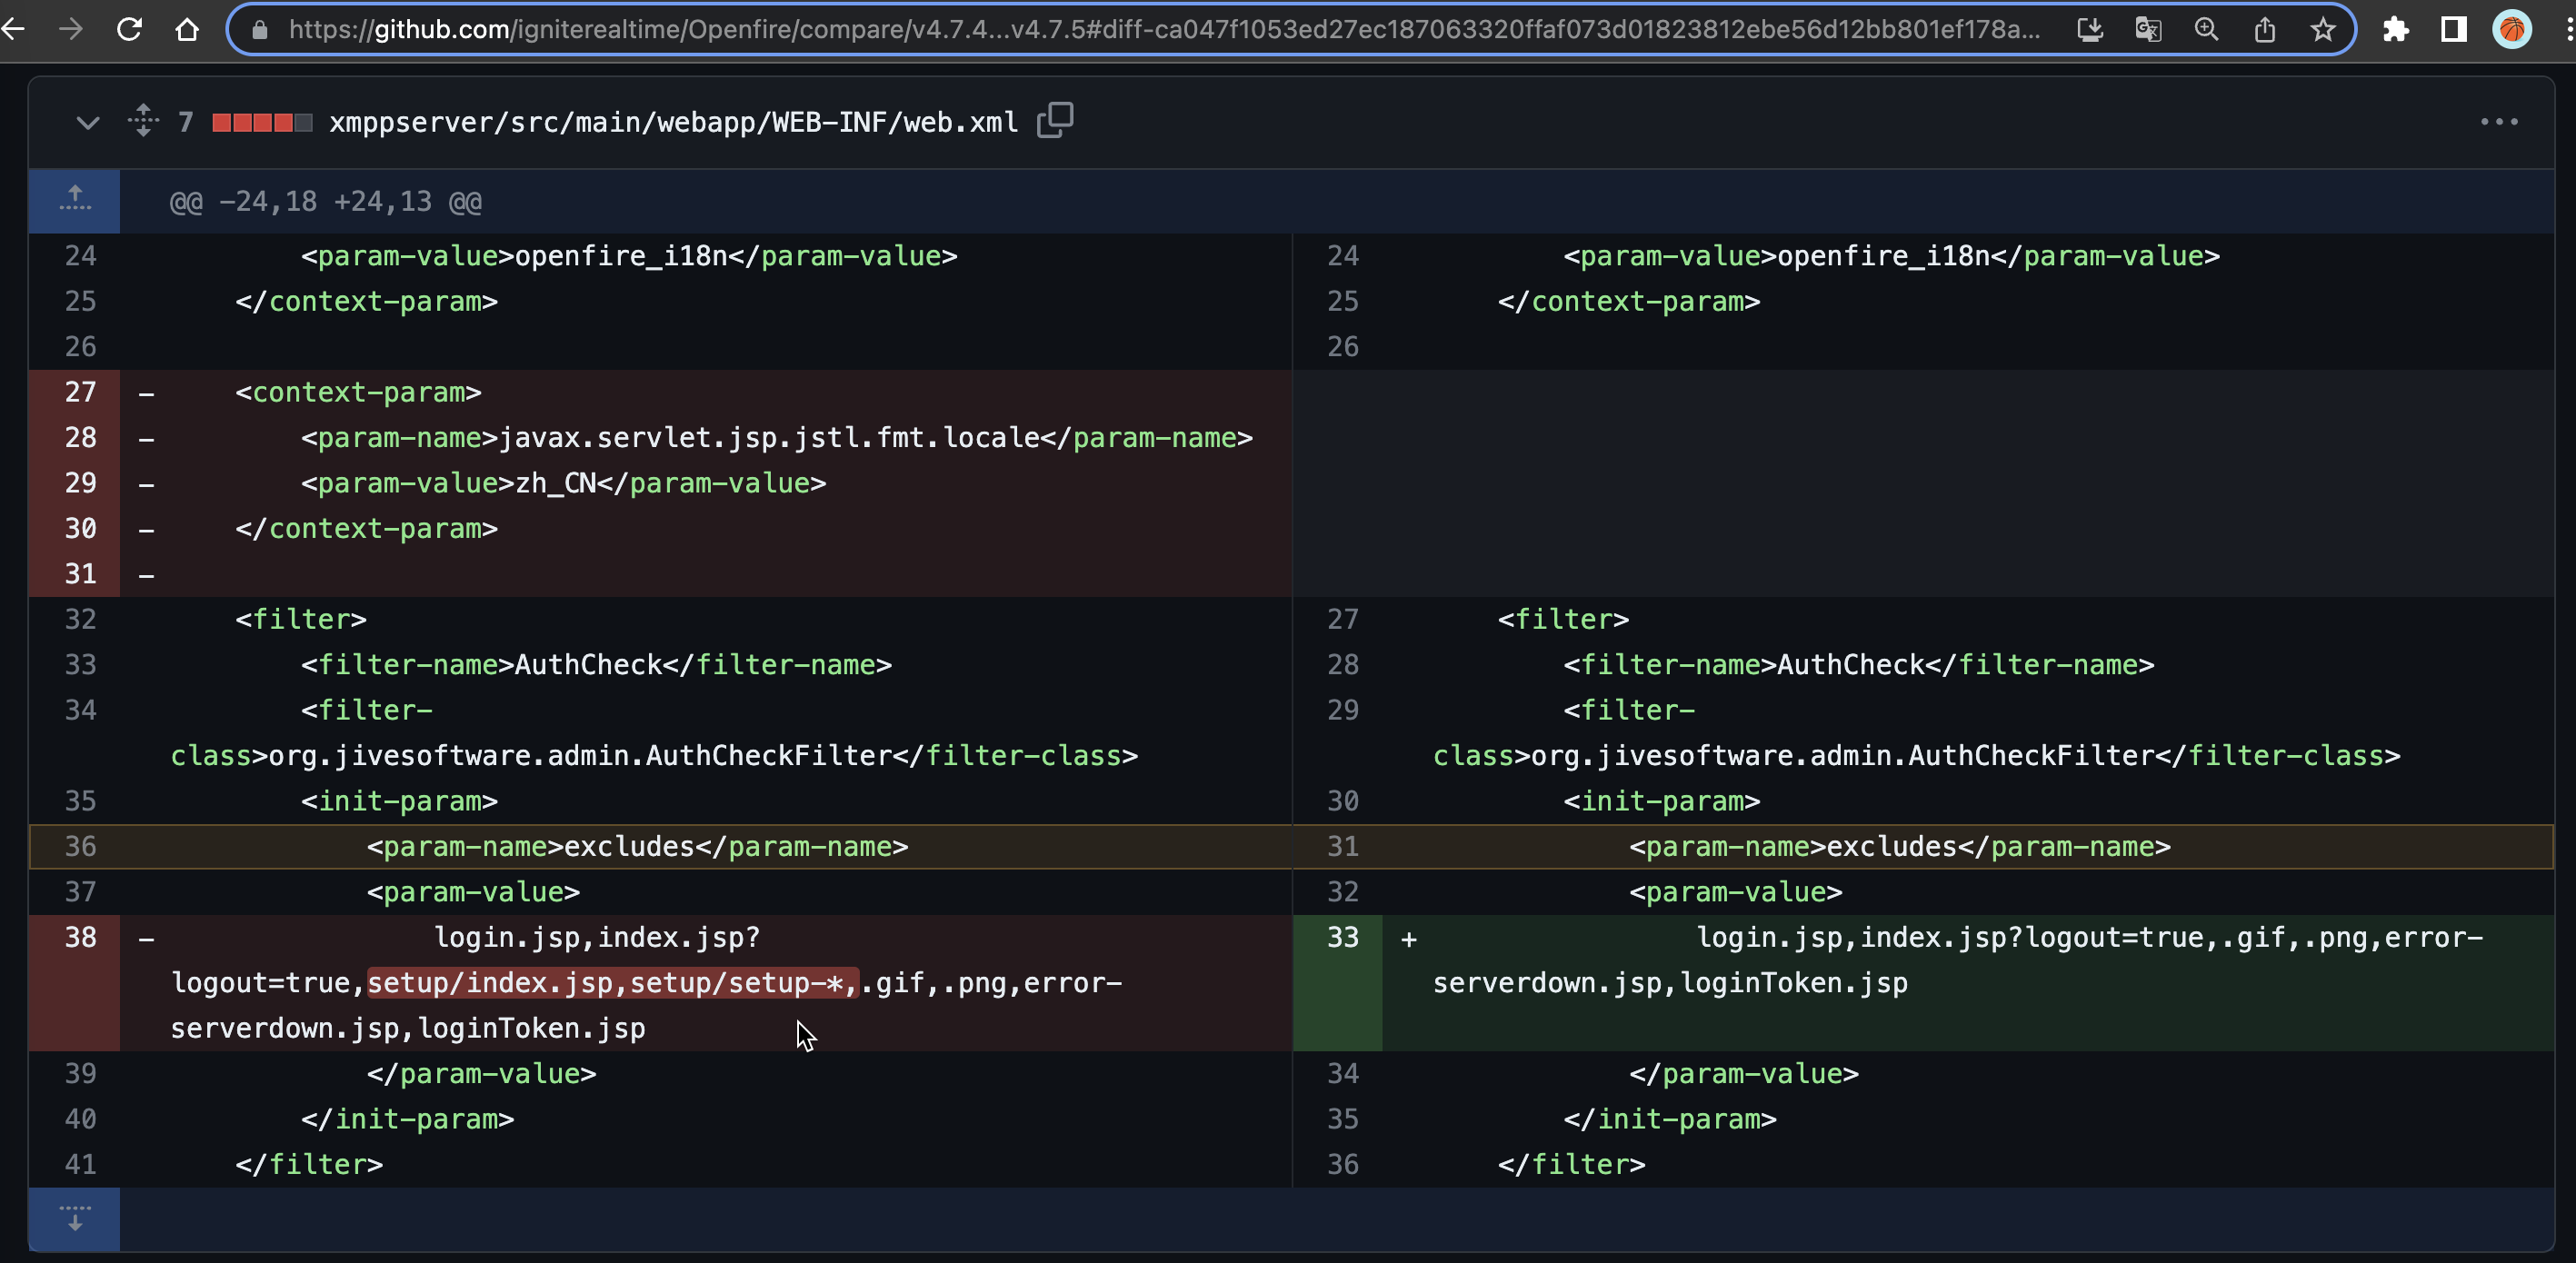 https://github.com/igniterealtime/Openfire/compare/v4.7.4...v4.7.5#diff-ca047f1053ed27ec187063320ffaf073d01823812ebe56d12bb801ef178a...
7 xmppserver/src/main/webapp/WEB-INF/web.xml
@@ -24,18 +24,13 @@
24 <param-value>openfire_i18n</param-value>
25 </context-param>
26
27 - <context-param>
28 - <param-name>javax.servlet.jsp.jstl.fmt.locale</param-name>
29 - <param-value>zh_CN</param-value>
30 - </context-param>
31 -
32 <filter>
33 <filter-name>AuthCheck</filter-name>
34 <filter-
class>org.jivesoftware.admin.AuthCheckFilter</filter-class>
35 <init-param>
36 <param-name>excludes</param-name>
37 <param-value>
38 - login.jsp,index.jsp?
logout=true,setup/index.jsp,setup/setup-*,.gif,.png,error-
serverdown.jsp,loginToken.jsp
39 </param-value>
40 </init-param>
41 </filter>
24 <param-value>openfire_i18n</param-value>
25 </context-param>
26
27 <filter>
28 <filter-name>AuthCheck</filter-name>
29 <filter-
class>org.jivesoftware.admin.AuthCheckFilter</filter-class>
30 <init-param>
31 <param-name>excludes</param-name>
32 <param-value>
33 + login.jsp,index.jsp?logout=true,.gif,.png,error-
serverdown.jsp,loginToken.jsp
34 </param-value>
35 </init-param>
36 </filter>